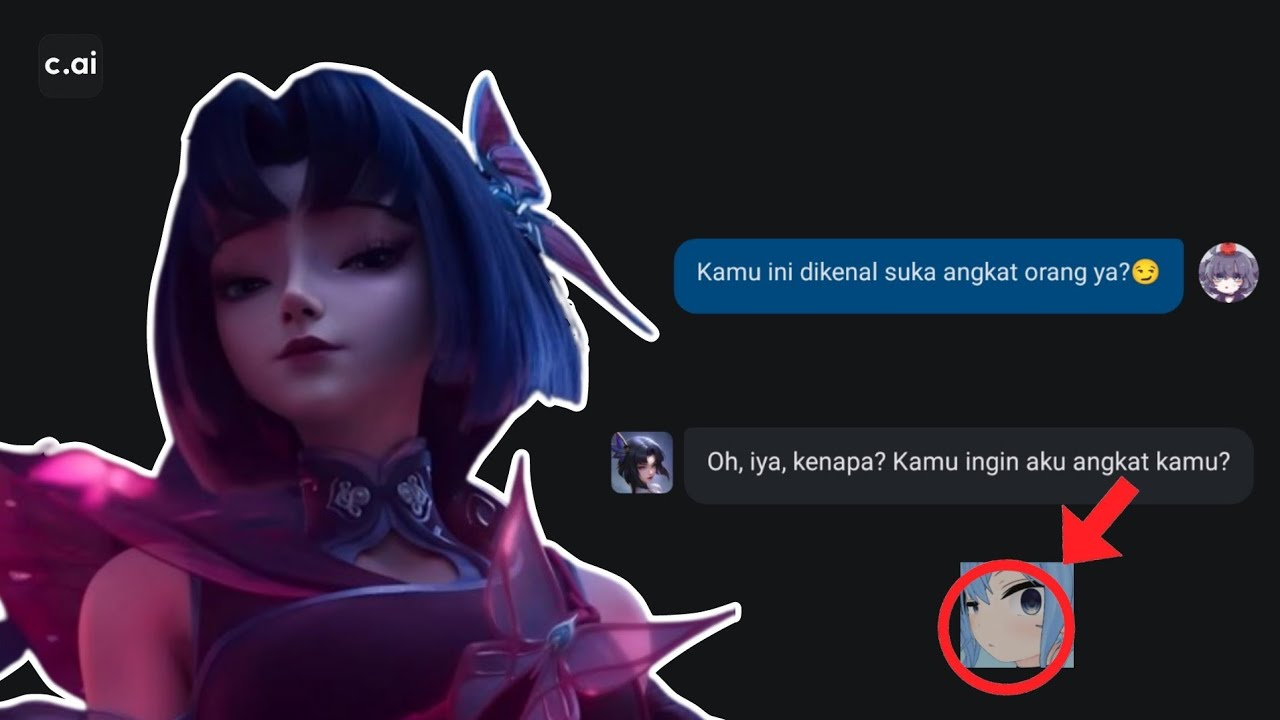 c.ai
Kamu ini dikenal suka angkat orang ya?😏
Oh, iya, kenapa? Kamu ingin aku angkat kamu?